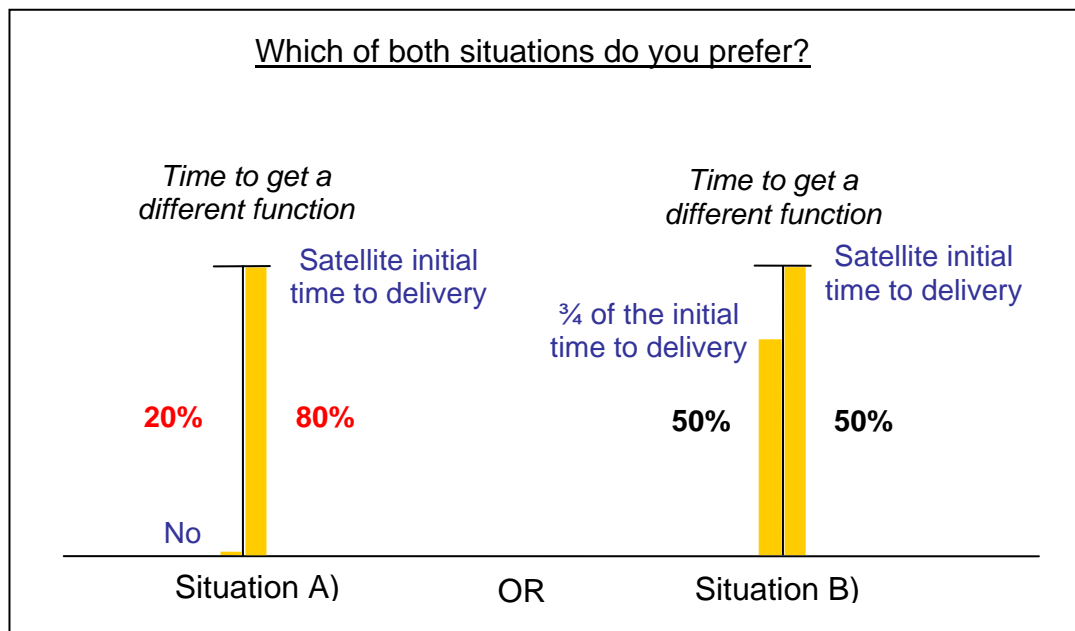 Which of both situations do you prefer?
Time to get a
different function
Satellite initial
time to delivery
20%
80%
No
Situation A)
OR
Time to get a
different function
Satellite initial
time to delivery
¾ of the initial
time to delivery
50%
50%
Situation B)